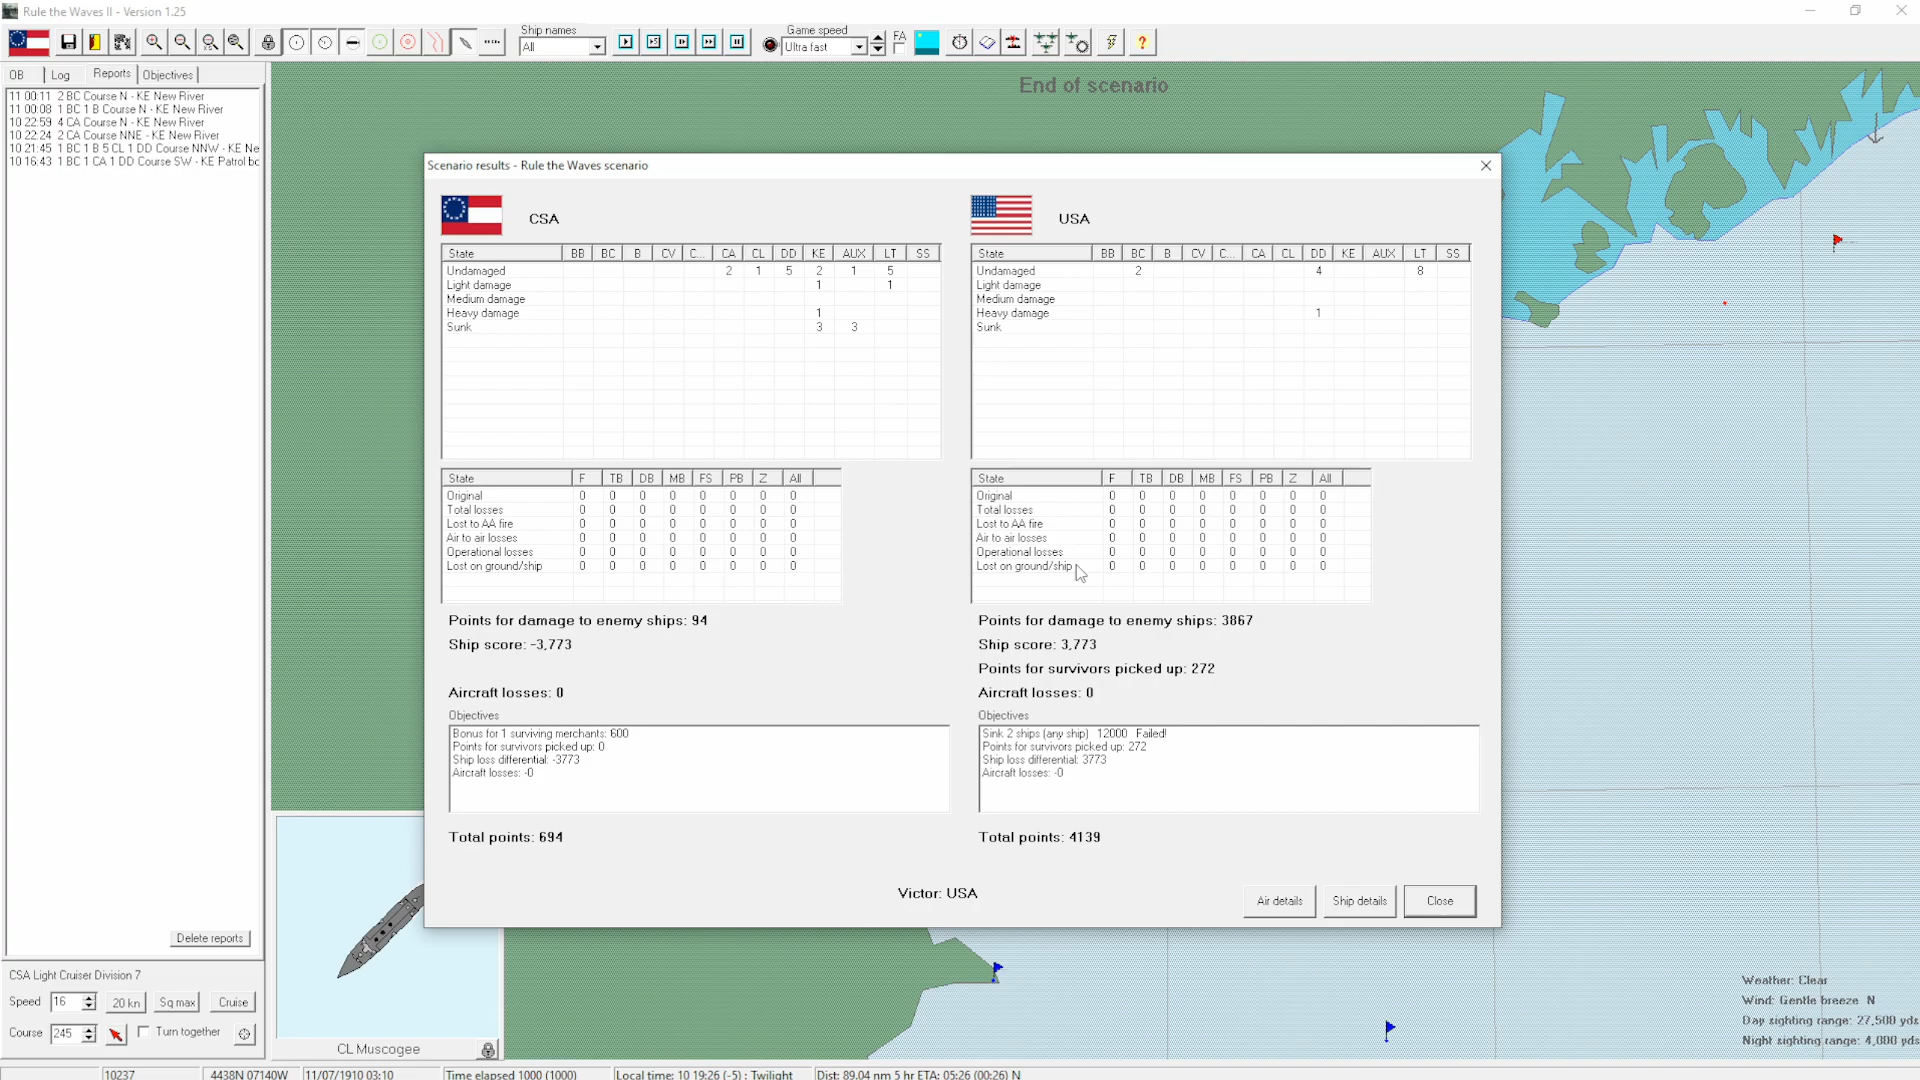 Rule the Waves II - Version 1.25
Ship names
All
Game speed
Ultra fast
FA
OB
Log
Reports
Objectives
11 00:11 2 BC Course N - KE New River
11 00:08 1 BC 1 B Course N - KE New River
10 22:59 4 CA Course N - KE New River
10 22:24 2 CA Course NNE - KE New River
10 21:45 1 BC 1 B 5 CL 1 DD Course NNW - KE Ne
10 16:43 1 BC 1 CA 1 DD Course SW - KE Patrol bc
Delete reports
CSA Light Cruiser Division 7
Speed 16 20 kn Sq max Cruise
Course 245 Turn together
End of scenario
Scenario results - Rule the Waves scenario
CSA
State BB BC B CV C... CA CL DD KE AUX LT SS
Undamaged 2 1 5 2 1 5
Light damage 1 1
Medium damage
Heavy damage 1
Sunk 3 3
State F TB DB MB FS PB Z All
Original 0 0 0 0 0 0 0 0
Total losses 0 0 0 0 0 0 0 0
Lost to AA fire 0 0 0 0 0 0 0 0
Air to air losses 0 0 0 0 0 0 0 0
Operational losses 0 0 0 0 0 0 0 0
Lost on ground/ship 0 0 0 0 0 0 0 0
Points for damage to enemy ships: 94
Ship score: -3,773
Aircraft losses: 0
Objectives
Bonus for 1 surviving merchants: 600
Points for survivors picked up: 0
Ship loss differential: -3773
Aircraft losses: -0
Total points: 694
USA
State BB BC B CV C... CA CL DD KE AUX LT SS
Undamaged 2 4 8
Light damage
Medium damage
Heavy damage 1
Sunk
State F TB DB MB FS PB Z All
Original 0 0 0 0 0 0 0 0
Total losses 0 0 0 0 0 0 0 0
Lost to AA fire 0 0 0 0 0 0 0 0
Air to air losses 0 0 0 0 0 0 0 0
Operational losses 0 0 0 0 0 0 0 0
Lost on ground/ship 0 0 0 0 0 0 0 0
Points for damage to enemy ships: 3867
Ship score: 3,773
Points for survivors picked up: 272
Aircraft losses: 0
Objectives
Sink 2 ships (any ship) 12000 Failed!
Points for survivors picked up: 272
Ship loss differential: 3773
Aircraft losses: -0
Total points: 4139
Victor: USA
Air details
Ship details
Close
CL Muscogee
Weather: Clear
Wind: Gentle breeze N
Day sighting range: 27,500 yds
Night sighting range: 4,000 yds
10237
4438N 07140W
11/07/1910 03:10
Time elapsed 1000 (1000)
Local time: 10 19:26 (-5) : Twilight
Dist: 89.04 nm 5 hr ETA: 05:26 (00:26) N